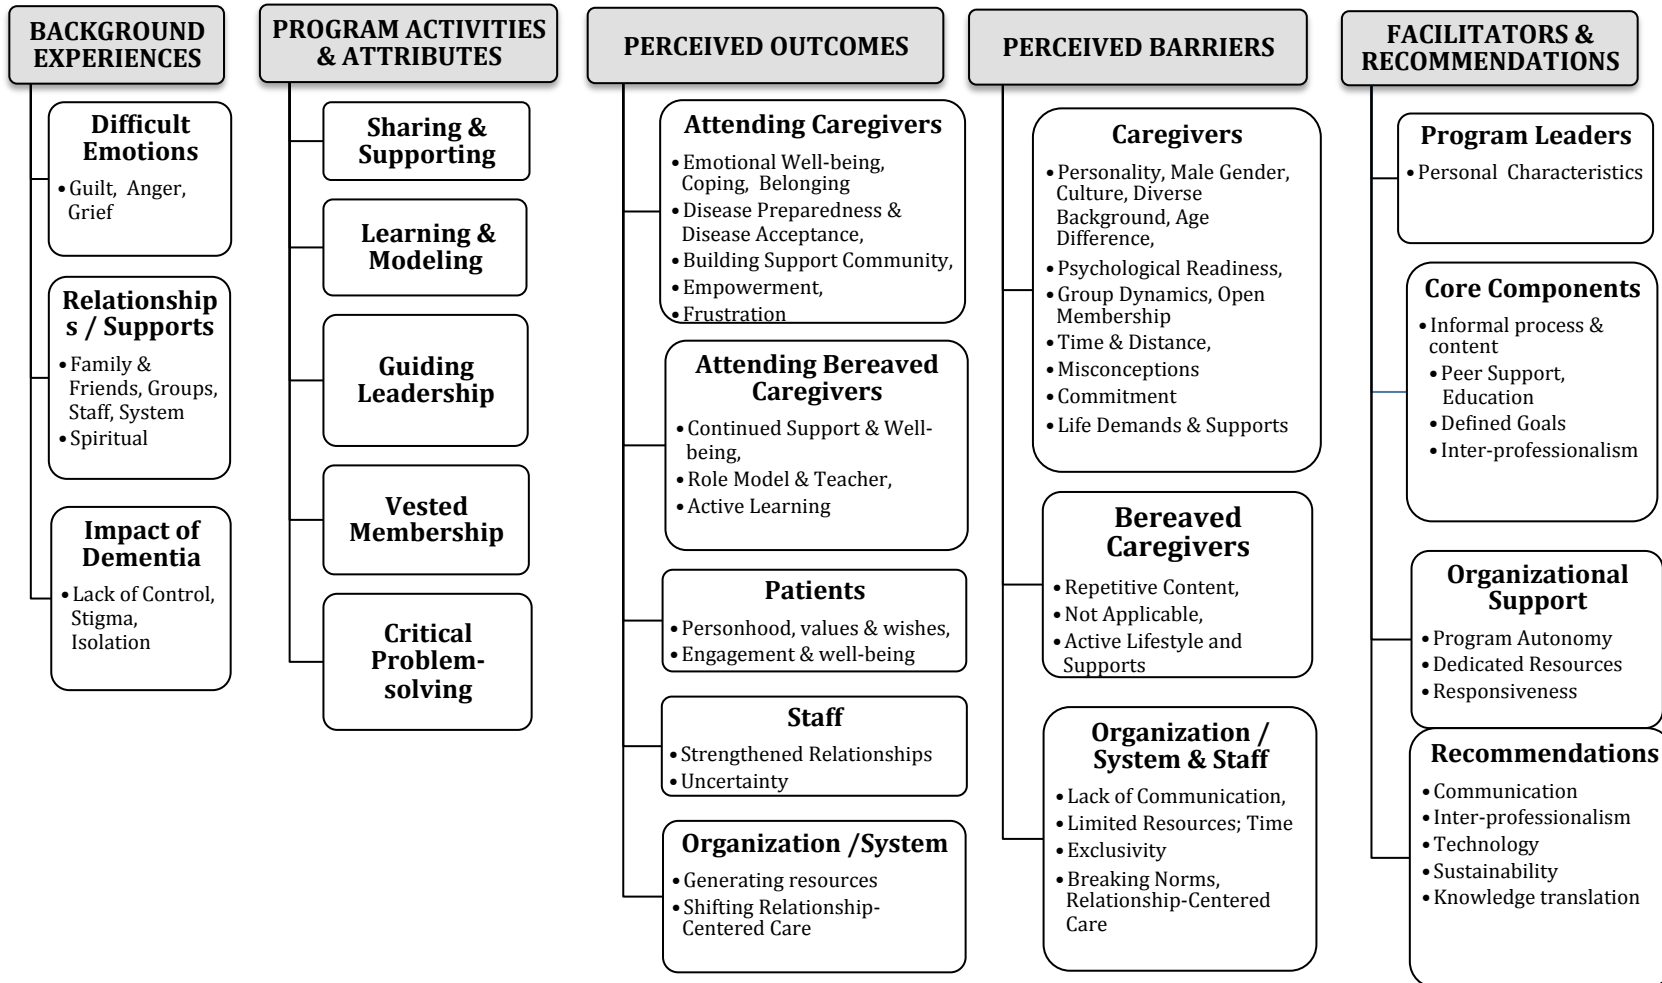 BACKGROUND
EXPERIENCES
Difficult
Emotions
• Guilt, Anger,
Grief
Relationship
s / Supports
• Family &
Friends, Groups,
Staff, System
• Spiritual
Impact of
Dementia
• Lack of Control,
Stigma,
Isolation
PROGRAM ACTIVITIES
& ATTRIBUTES
Sharing &
Supporting
Learning &
Modeling
Guiding
Leadership
Vested
Membership
Critical
Problem-
solving
PERCEIVED OUTCOMES
Attending Caregivers
• Emotional Well-being,
Coping, Belonging
• Disease Preparedness &
Disease Acceptance,
• Building Support Community,
• Empowerment,
• Frustration
Attending Bereaved
Caregivers
• Continued Support & Well-
being,
• Role Model & Teacher,
• Active Learning
Patients
• Personhood, values & wishes,
• Engagement & well-being
Staff
• Strengthened Relationships
• Uncertainty
Organization /System
• Generating resources
• Shifting Relationship-
Centered Care
PERCEIVED BARRIERS
Caregivers
• Personality, Male Gender,
Culture, Diverse
Background, Age
Difference,
• Psychological Readiness,
• Group Dynamics, Open
Membership
• Time & Distance,
• Misconceptions
• Commitment
• Life Demands & Supports
Bereaved
Caregivers
• Repetitive Content,
• Not Applicable,
• Active Lifestyle and
Supports
Organization /
System & Staff
• Lack of Communication,
• Limited Resources; Time
• Exclusivity
• Breaking Norms,
Relationship-Centered
Care
FACILITATORS &
RECOMMENDATIONS
Program Leaders
• Personal Characteristics
Core Components
• Informal process &
content
• Peer Support,
Education
• Defined Goals
• Inter-professionalism
Organizational
Support
• Program Autonomy
• Dedicated Resources
• Responsiveness
Recommendations
• Communication
• Inter-professionalism
• Technology
• Sustainability
• Knowledge translation